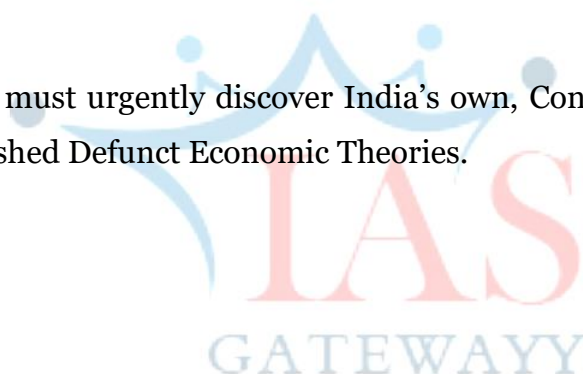 must urgently discover India’s own, Con
shed Defunct Economic Theories.
IAS
GATEWAYY